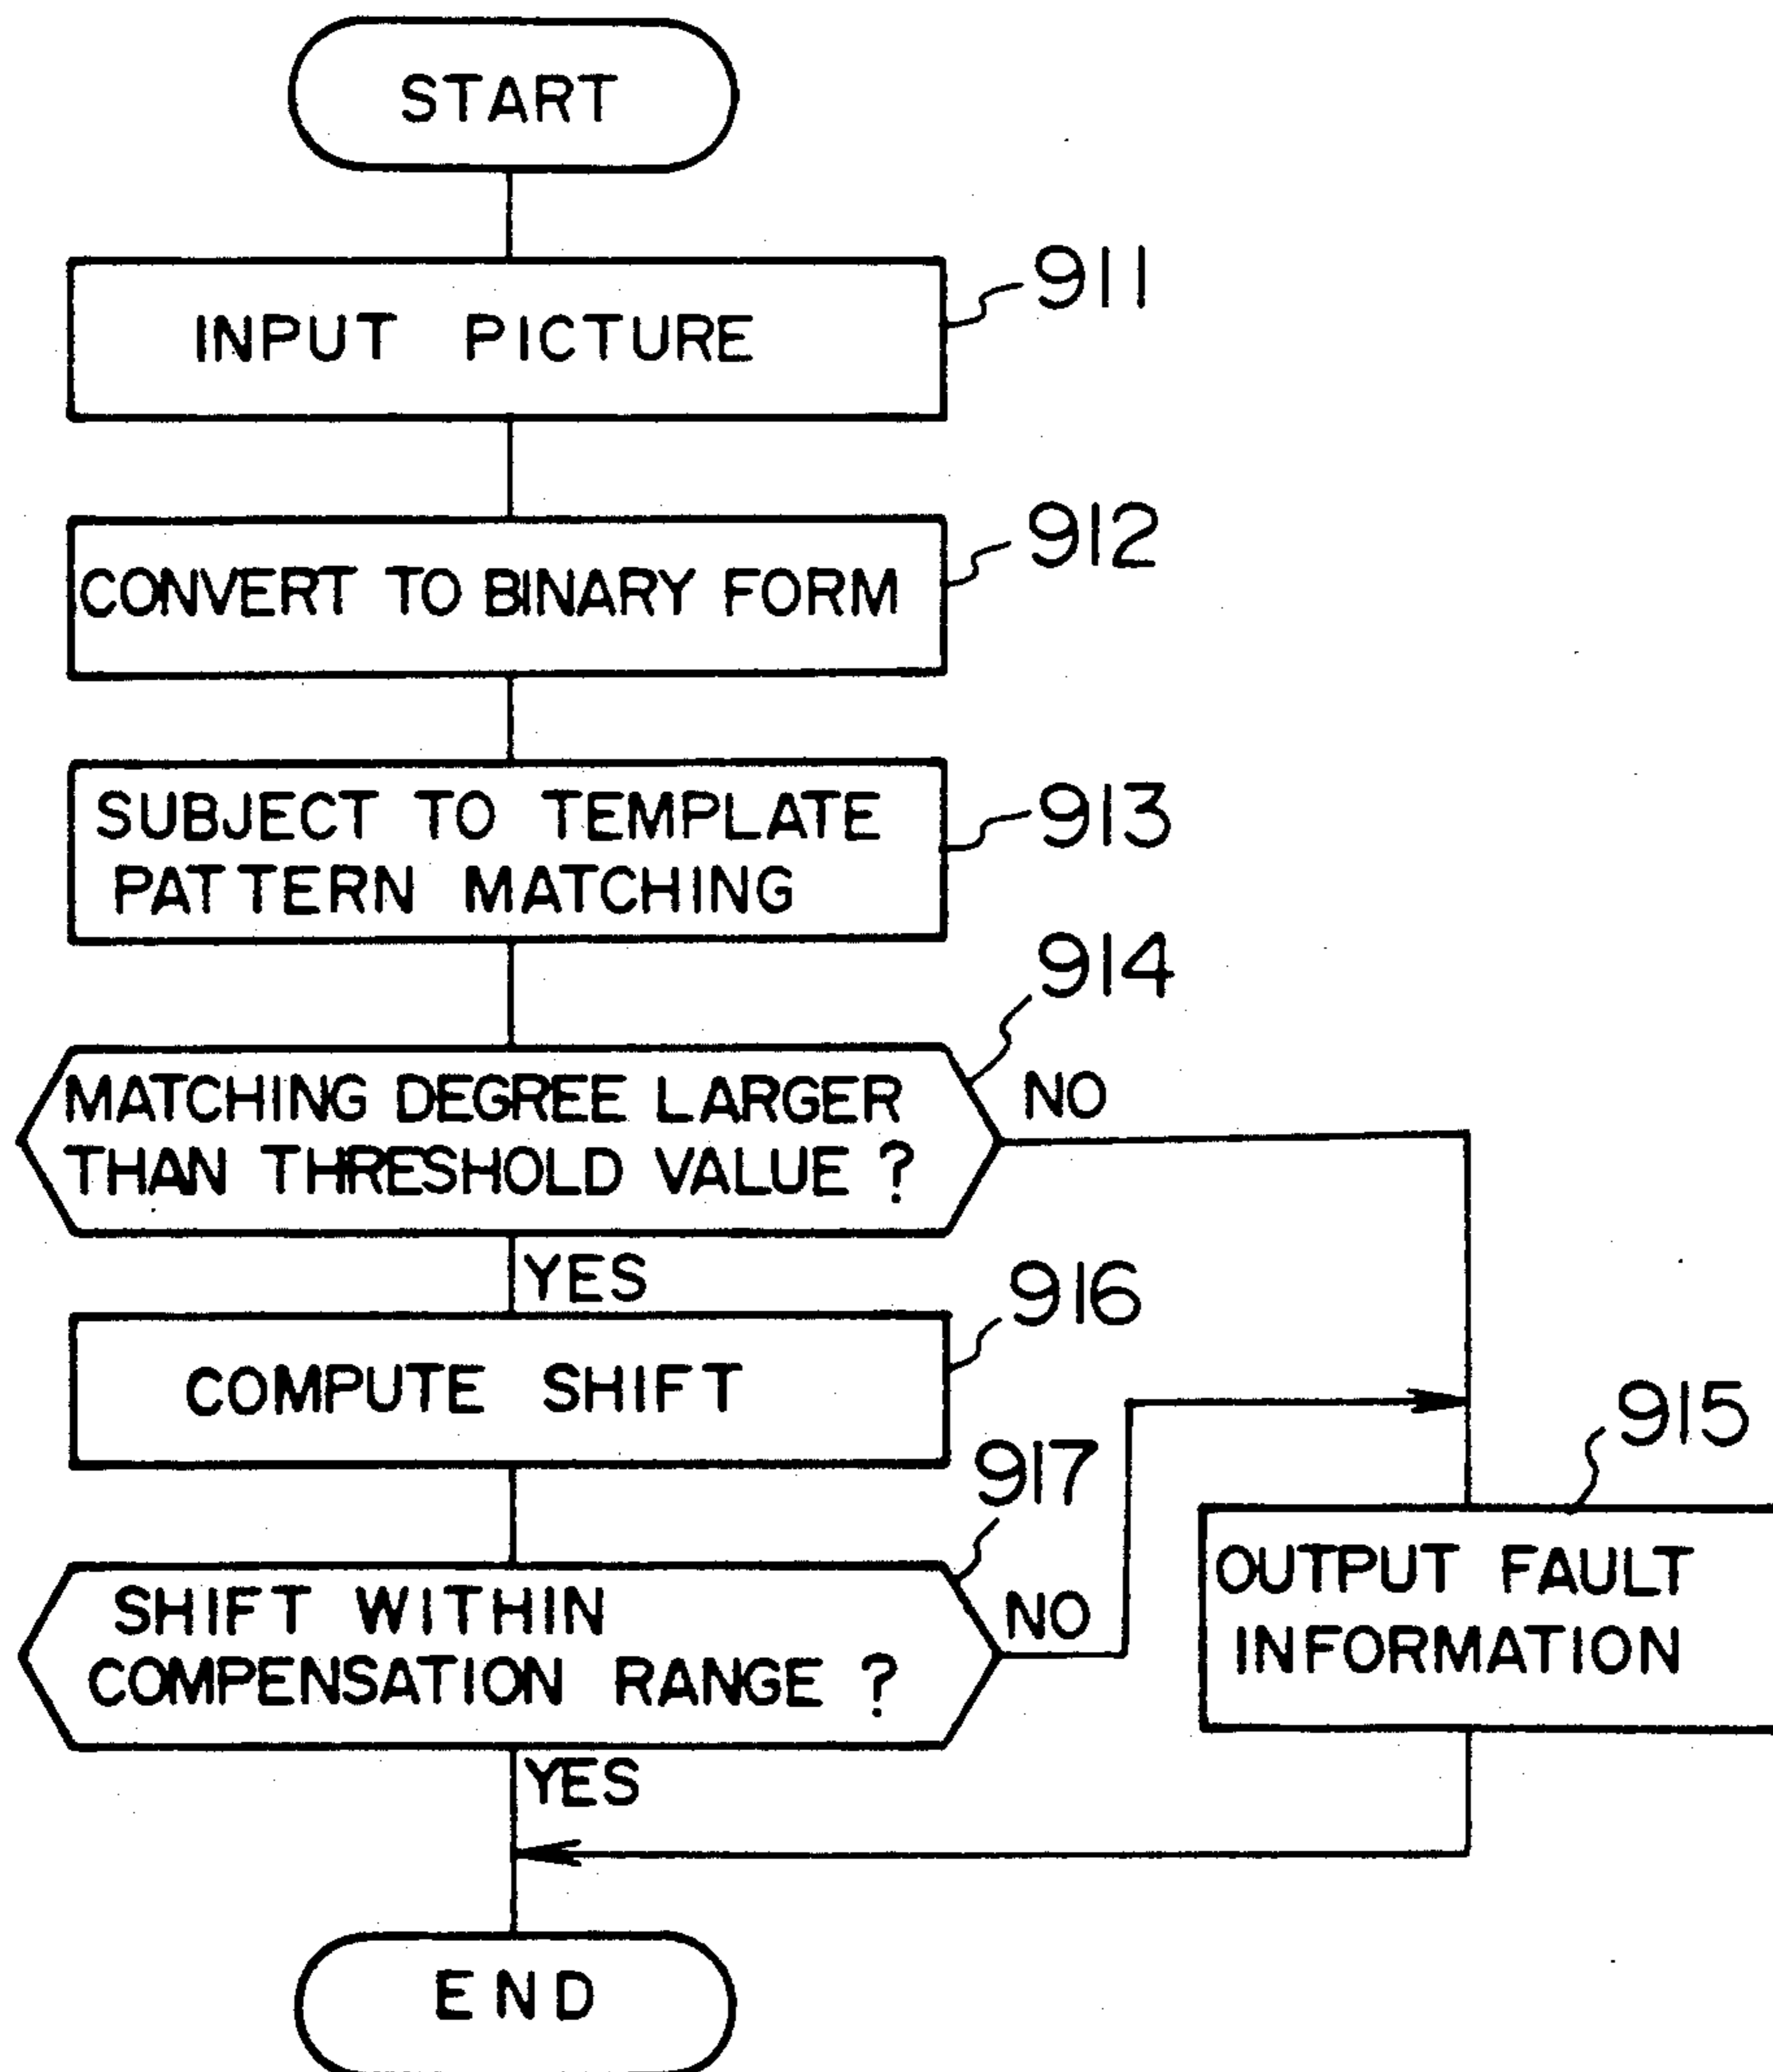 START
INPUT PICTURE
911
CONVERT TO BINARY FORM
912
SUBJECT TO TEMPLATE
PATTERN MATCHING
913
914
MATCHING DEGREE LARGER
THAN THRESHOLD VALUE ?
NO
YES
916
COMPUTE SHIFT
917
SHIFT WITHIN
COMPENSATION RANGE ?
NO
YES
915
OUTPUT FAULT
INFORMATION
END